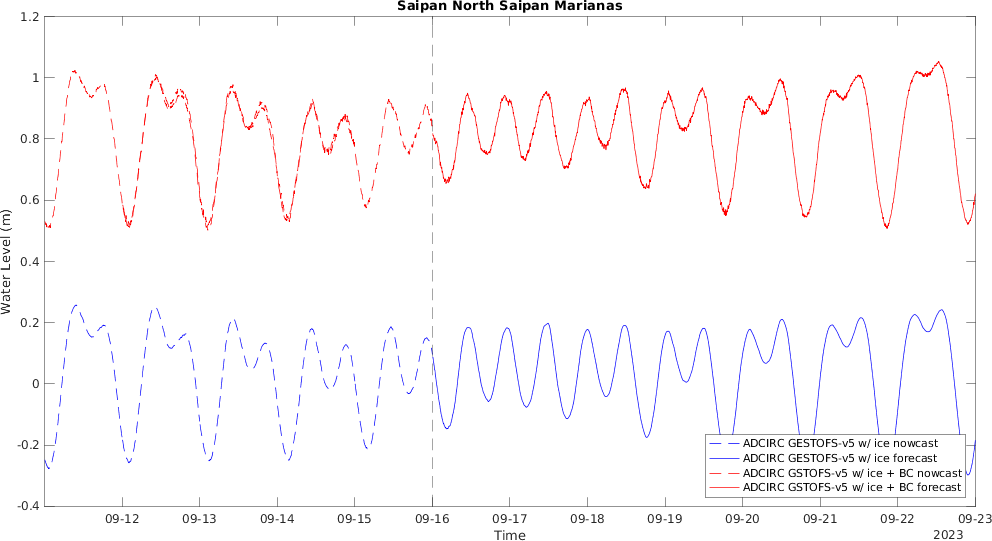 Saipan North Saipan Marianas
1.2
1
0.8
0.6
0.4
0.2
0
-0.2
-0.4
Water Level (m)
ADCIRC GESTOFS-v5 w/ ice nowcast
ADCIRC GESTOFS-v5 w/ ice forecast
ADCIRC GSTOFS-v5 w/ ice + BC nowcast
ADCIRC GSTOFS-v5 w/ ice + BC forecast
09-12 09-13 09-14 09-15 09-16 09-17 09-18 09-19 09-20 09-21 09-22 09-23
Time
2023